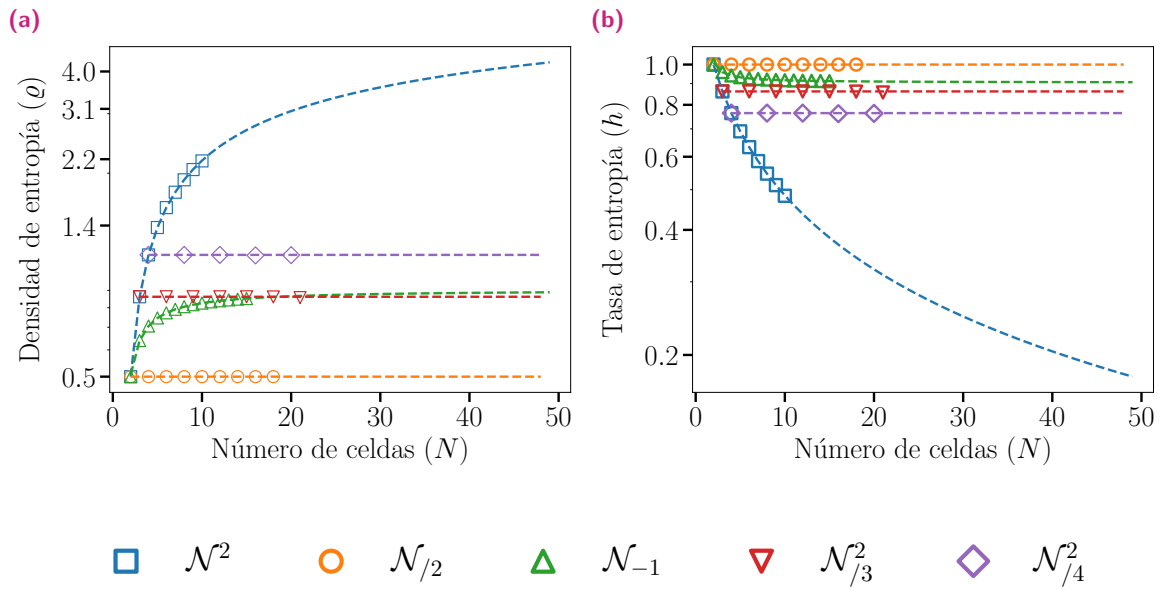 (a)
Densidad de entropía (ϱ)
4.0
3.1
2.2
1.4
0.5
0 10 20 30 40 50
Número de celdas (N)
(b)
Tasa de entropía (h)
1.0
0.8
0.6
0.4
0.2
0 10 20 30 40 50
Número de celdas (N)
𝒩² 𝒩/2 𝒩−1 𝒩²/3 𝒩²/4